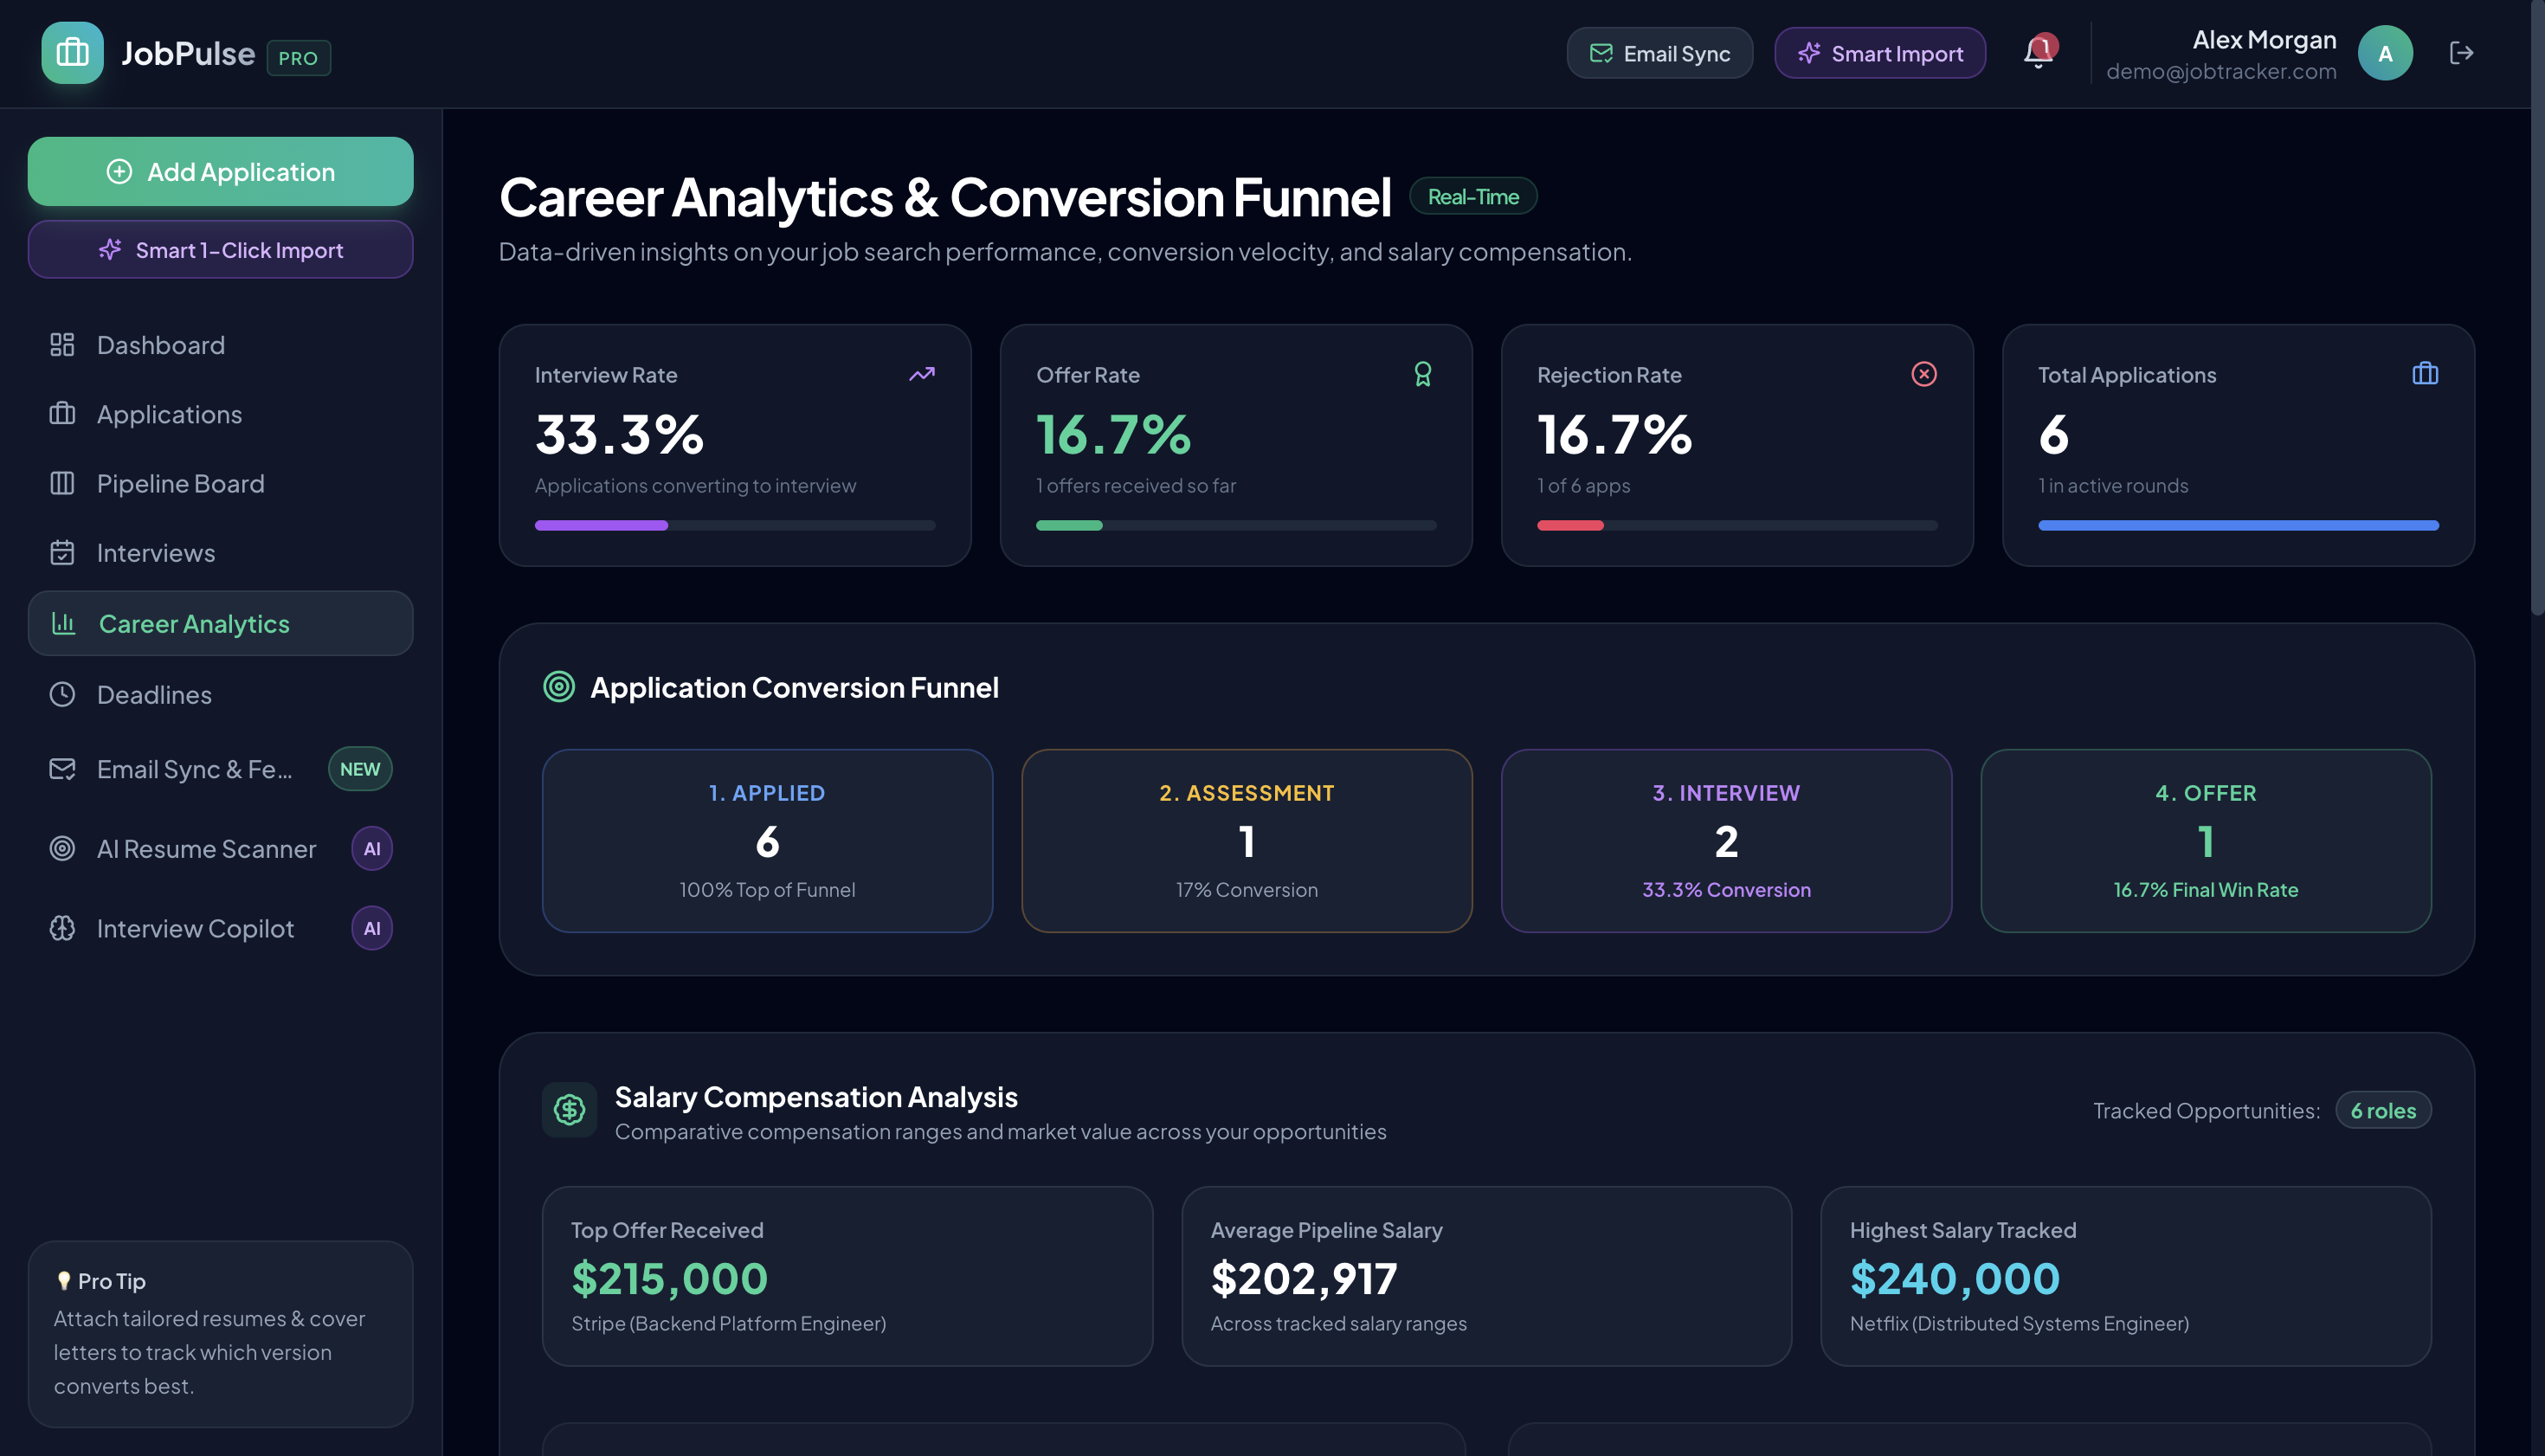 JobPulse PRO
Email Sync
Smart Import
1
Alex Morgan
demo@jobtracker.com
A
Add Application
Smart 1-Click Import
Dashboard
Applications
Pipeline Board
Interviews
Career Analytics
Deadlines
Email Sync & Fe... NEW
AI Resume Scanner AI
Interview Copilot AI
Pro Tip
Attach tailored resumes & cover
letters to track which version
converts best.
Career Analytics & Conversion Funnel Real-Time
Data-driven insights on your job search performance, conversion velocity, and salary compensation.
Interview Rate
33.3%
Applications converting to interview
Offer Rate
16.7%
1 offers received so far
Rejection Rate
16.7%
1 of 6 apps
Total Applications
6
1 in active rounds
Application Conversion Funnel
1. APPLIED
6
100% Top of Funnel
2. ASSESSMENT
1
17% Conversion
3. INTERVIEW
2
33.3% Conversion
4. OFFER
1
16.7% Final Win Rate
Salary Compensation Analysis
Comparative compensation ranges and market value across your opportunities
Tracked Opportunities: 6 roles
Top Offer Received
$215,000
Stripe (Backend Platform Engineer)
Average Pipeline Salary
$202,917
Across tracked salary ranges
Highest Salary Tracked
$240,000
Netflix (Distributed Systems Engineer)